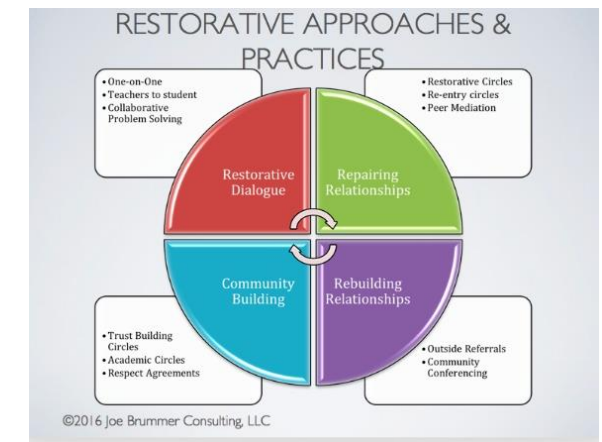 RESTORATIVE APPROACHES &
PRACTICES
• One-on-One
• Teachers to student
• Collaborative
Problem Solving
• Restorative Circles
• Re-entry circles
• Peer Mediation
Restorative
Dialogue
Repairing
Relationships
Community
Building
Rebuilding
Relationships
• Trust Building
Circles
• Academic Circles
• Respect Agreements
• Outside Referrals
• Community
Conferencing
©2016 Joe Brummer Consulting, LLC